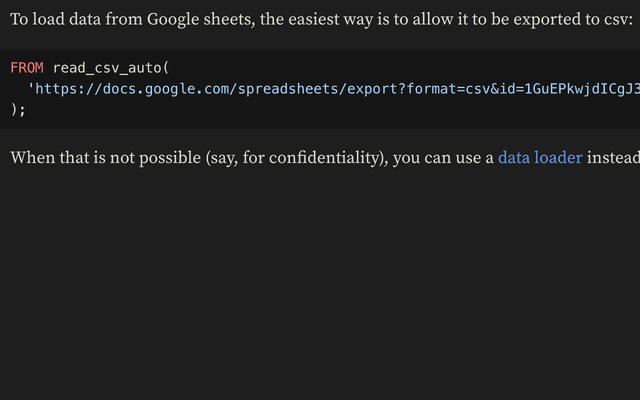 To load data from Google sheets, the easiest way is to allow it to be exported to csv:
FROM read_csv_auto(
'https://docs.google.com/spreadsheets/export?format=csv&id=1GuEPkwjdICgJ3
);
When that is not possible (say, for confidentiality), you can use a data loader instead